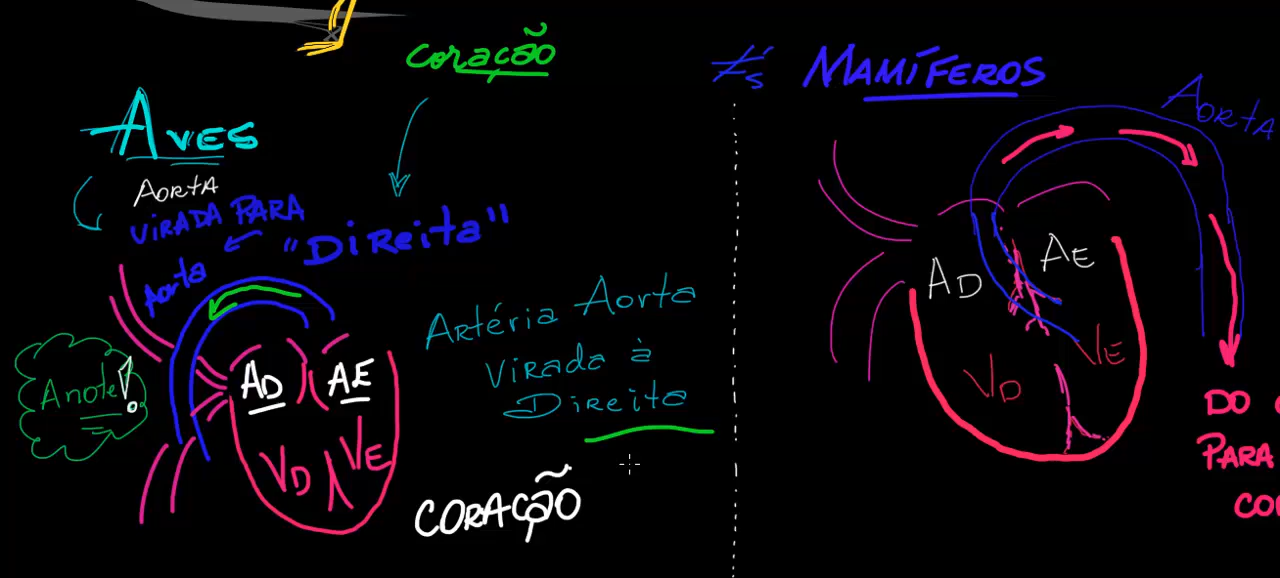 Coração
≠s MAMÍFEROS
AVES
AORTA
VIRADA PARA
"DIREITA"
Aorta
Artéria Aorta
Virada à
Direita
Anote!
AD AE
VD VE
CORAÇÃO
AORTA
AD AE
VD VE
DO
PARA